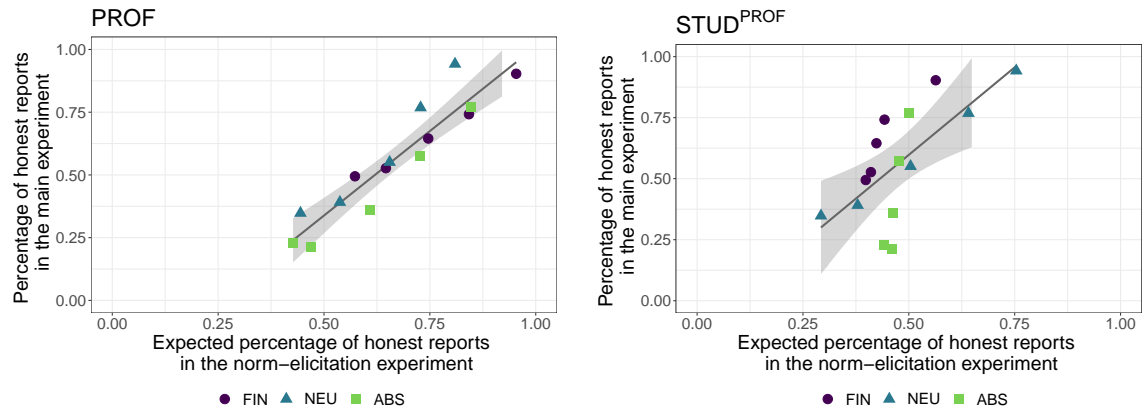 PROF
Percentage of honest reports
in the main experiment
1.00
0.75
0.50
0.25
0.00
0.00 0.25 0.50 0.75 1.00
Expected percentage of honest reports
in the norm−elicitation experiment
FIN NEU ABS
STUD^PROF
Percentage of honest reports
in the main experiment
1.00
0.75
0.50
0.25
0.00
0.00 0.25 0.50 0.75 1.00
Expected percentage of honest reports
in the norm−elicitation experiment
FIN NEU ABS